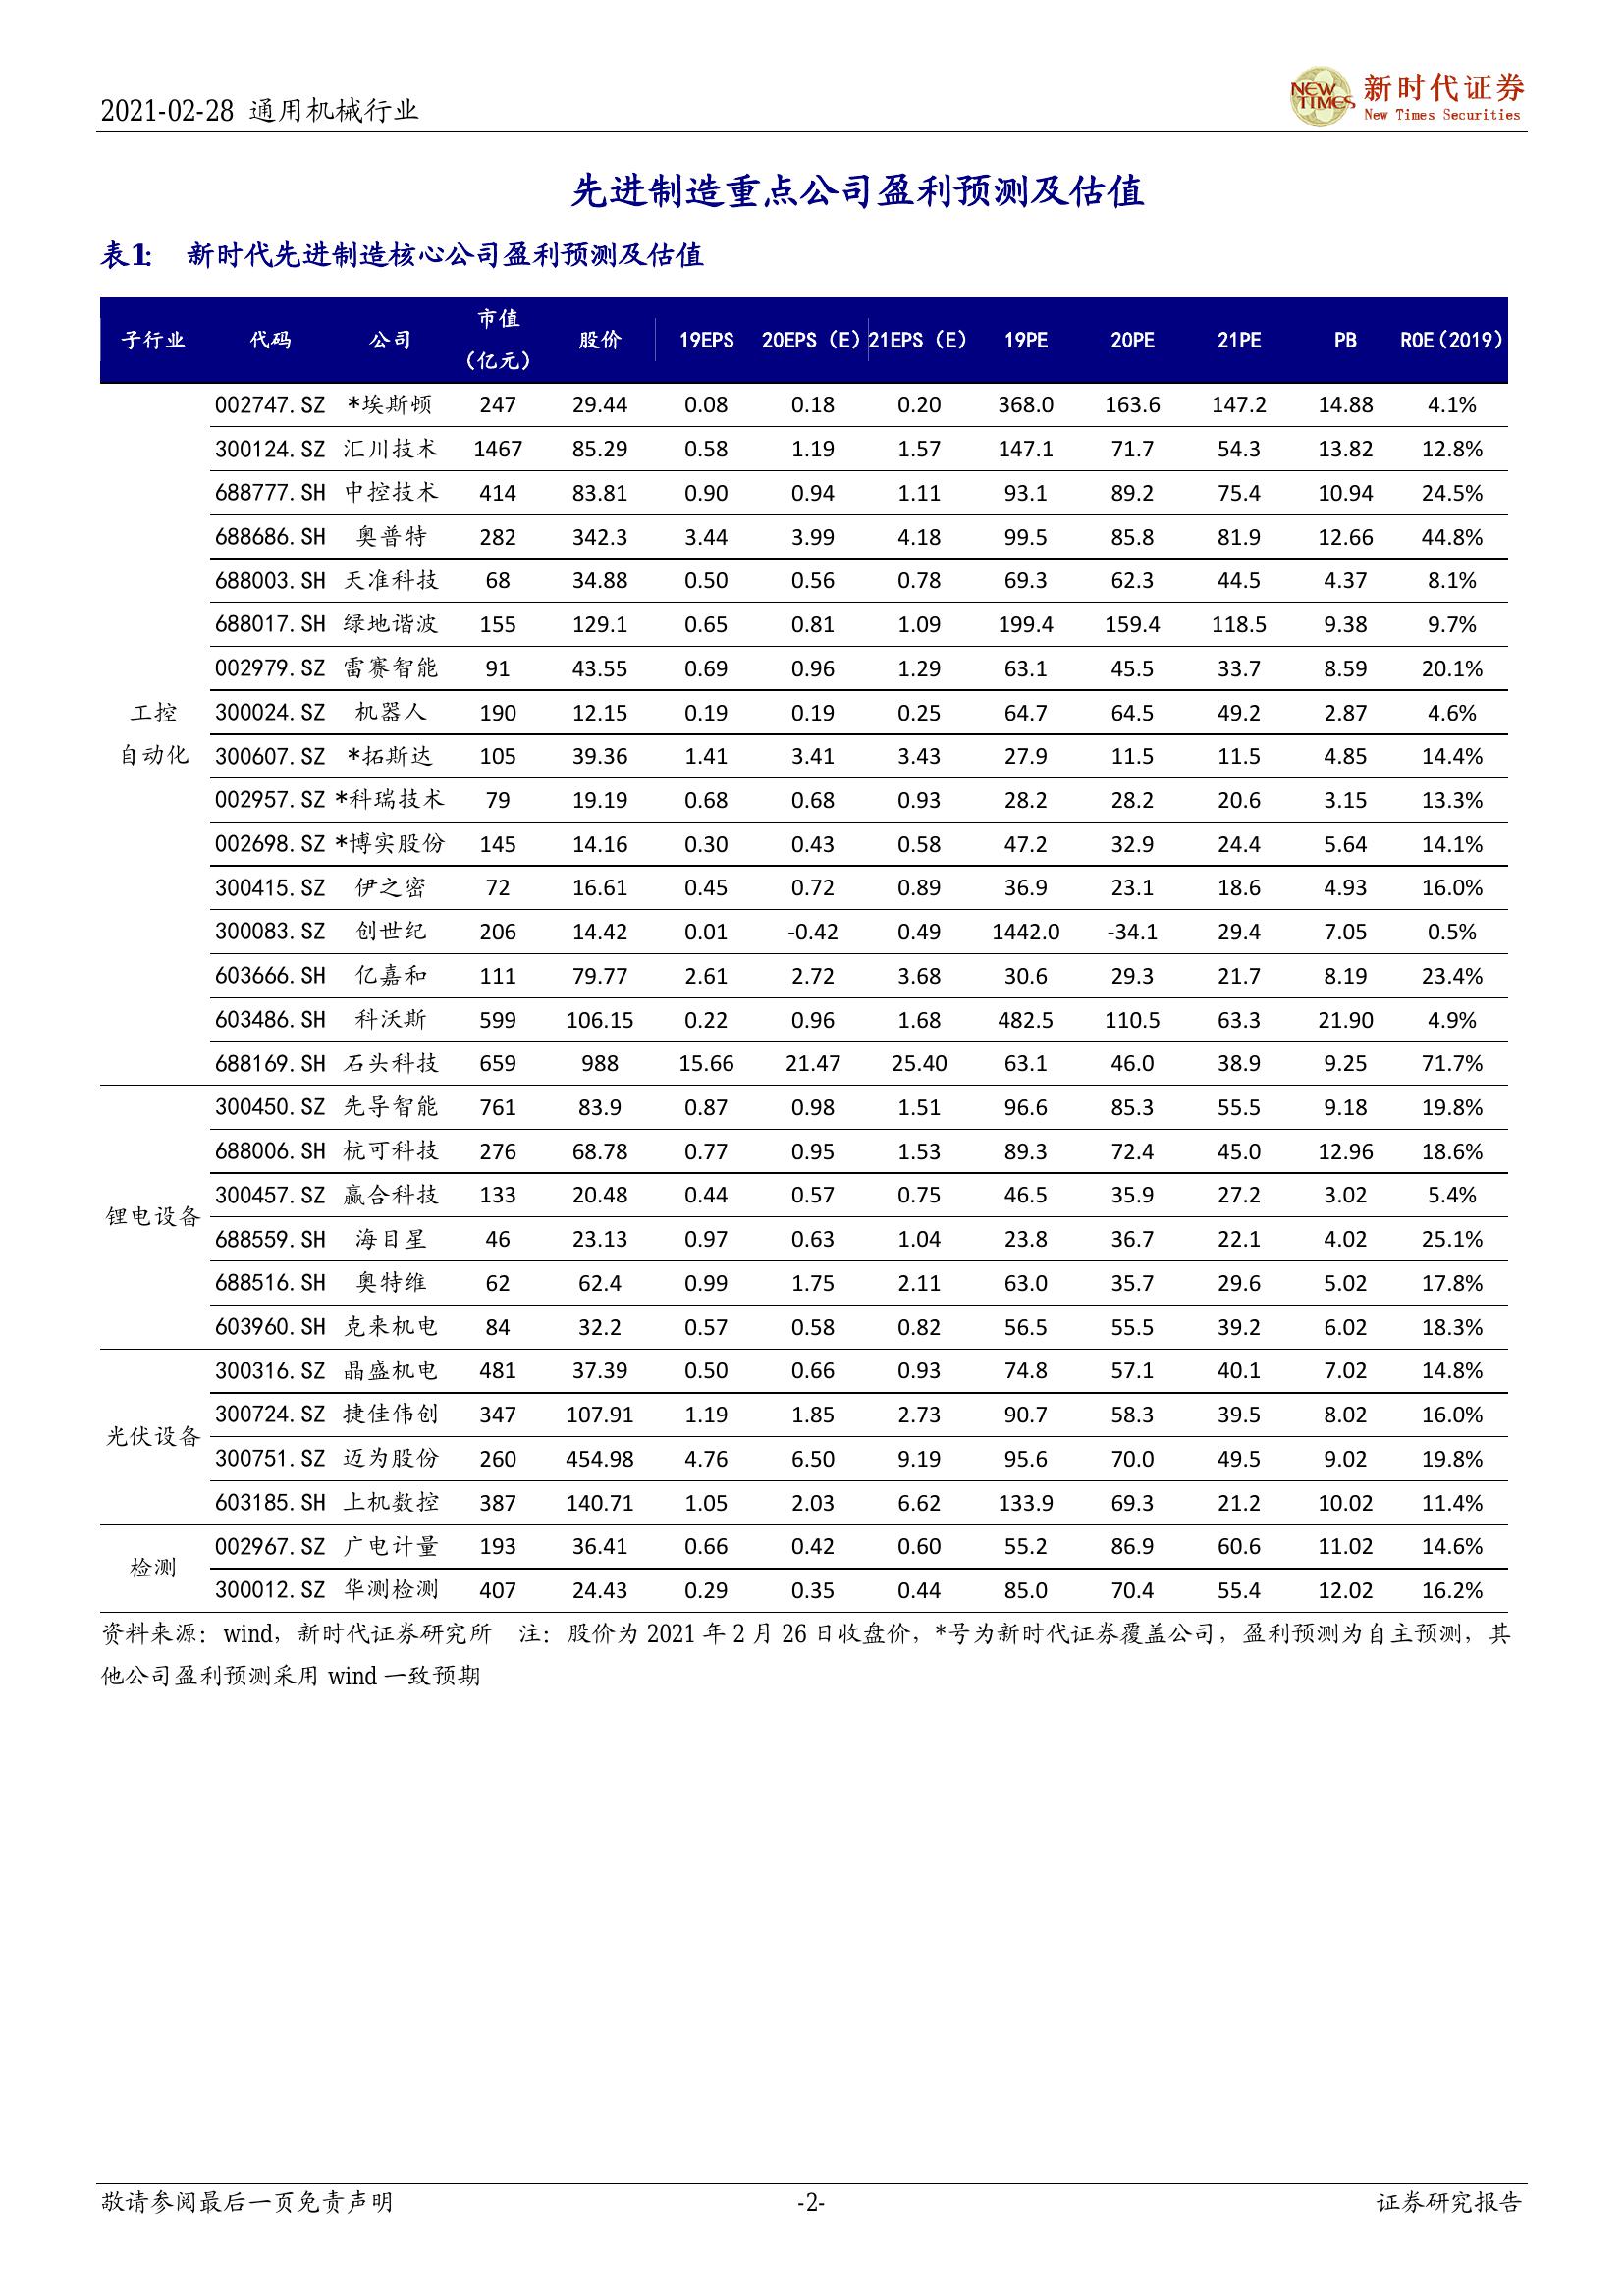 2021-02-28 通用机械行业
NEW TIMES
新时代证券
New Times Securities
先进制造重点公司盈利预测及估值
表1: 新时代先进制造核心公司盈利预测及估值
子行业 代码 公司 市值（亿元） 股价 19EPS 20EPS（E） 21EPS（E） 19PE 20PE 21PE PB ROE（2019）
工控自动化
002747.SZ *埃斯顿 247 29.44 0.08 0.18 0.20 368.0 163.6 147.2 14.88 4.1%
300124.SZ 汇川技术 1467 85.29 0.58 1.19 1.57 147.1 71.7 54.3 13.82 12.8%
688777.SH 中控技术 414 83.81 0.90 0.94 1.11 93.1 89.2 75.4 10.94 24.5%
688686.SH 奥普特 282 342.3 3.44 3.99 4.18 99.5 85.8 81.9 12.66 44.8%
688003.SH 天准科技 68 34.88 0.50 0.56 0.78 69.3 62.3 44.5 4.37 8.1%
688017.SH 绿地谐波 155 129.1 0.65 0.81 1.09 199.4 159.4 118.5 9.38 9.7%
002979.SZ 雷赛智能 91 43.55 0.69 0.96 1.29 63.1 45.5 33.7 8.59 20.1%
300024.SZ 机器人 190 12.15 0.19 0.19 0.25 64.7 64.5 49.2 2.87 4.6%
300607.SZ *拓斯达 105 39.36 1.41 3.41 3.43 27.9 11.5 11.5 4.85 14.4%
002957.SZ *科瑞技术 79 19.19 0.68 0.68 0.93 28.2 28.2 20.6 3.15 13.3%
002698.SZ *博实股份 145 14.16 0.30 0.43 0.58 47.2 32.9 24.4 5.64 14.1%
300415.SZ 伊之密 72 16.61 0.45 0.72 0.89 36.9 23.1 18.6 4.93 16.0%
300083.SZ 创世纪 206 14.42 0.01 -0.42 0.49 1442.0 -34.1 29.4 7.05 0.5%
603666.SH 亿嘉和 111 79.77 2.61 2.72 3.68 30.6 29.3 21.7 8.19 23.4%
603486.SH 科沃斯 599 106.15 0.22 0.96 1.68 482.5 110.5 63.3 21.90 4.9%
688169.SH 石头科技 659 988 15.66 21.47 25.40 63.1 46.0 38.9 9.25 71.7%
锂电设备
300450.SZ 先导智能 761 83.9 0.87 0.98 1.51 96.6 85.3 55.5 9.18 19.8%
688006.SH 杭可科技 276 68.78 0.77 0.95 1.53 89.3 72.4 45.0 12.96 18.6%
300457.SZ 赢合科技 133 20.48 0.44 0.57 0.75 46.5 35.9 27.2 3.02 5.4%
688559.SH 海目星 46 23.13 0.97 0.63 1.04 23.8 36.7 22.1 4.02 25.1%
688516.SH 奥特维 62 62.4 0.99 1.75 2.11 63.0 35.7 29.6 5.02 17.8%
603960.SH 克来机电 84 32.2 0.57 0.58 0.82 56.5 55.5 39.2 6.02 18.3%
光伏设备
300316.SZ 晶盛机电 481 37.39 0.50 0.66 0.93 74.8 57.1 40.1 7.02 14.8%
300724.SZ 捷佳伟创 347 107.91 1.19 1.85 2.73 90.7 58.3 39.5 8.02 16.0%
300751.SZ 迈为股份 260 454.98 4.76 6.50 9.19 95.6 70.0 49.5 9.02 19.8%
603185.SH 上机数控 387 140.71 1.05 2.03 6.62 133.9 69.3 21.2 10.02 11.4%
检测
002967.SZ 广电计量 193 36.41 0.66 0.42 0.60 55.2 86.9 60.6 11.02 14.6%
300012.SZ 华测检测 407 24.43 0.29 0.35 0.44 85.0 70.4 55.4 12.02 16.2%
资料来源：wind，新时代证券研究所 注：股价为 2021 年 2 月 26 日收盘价，*号为新时代证券覆盖公司，盈利预测为自主预测，其
他公司盈利预测采用 wind 一致预期
敬请参阅最后一页免责声明 -2- 证券研究报告